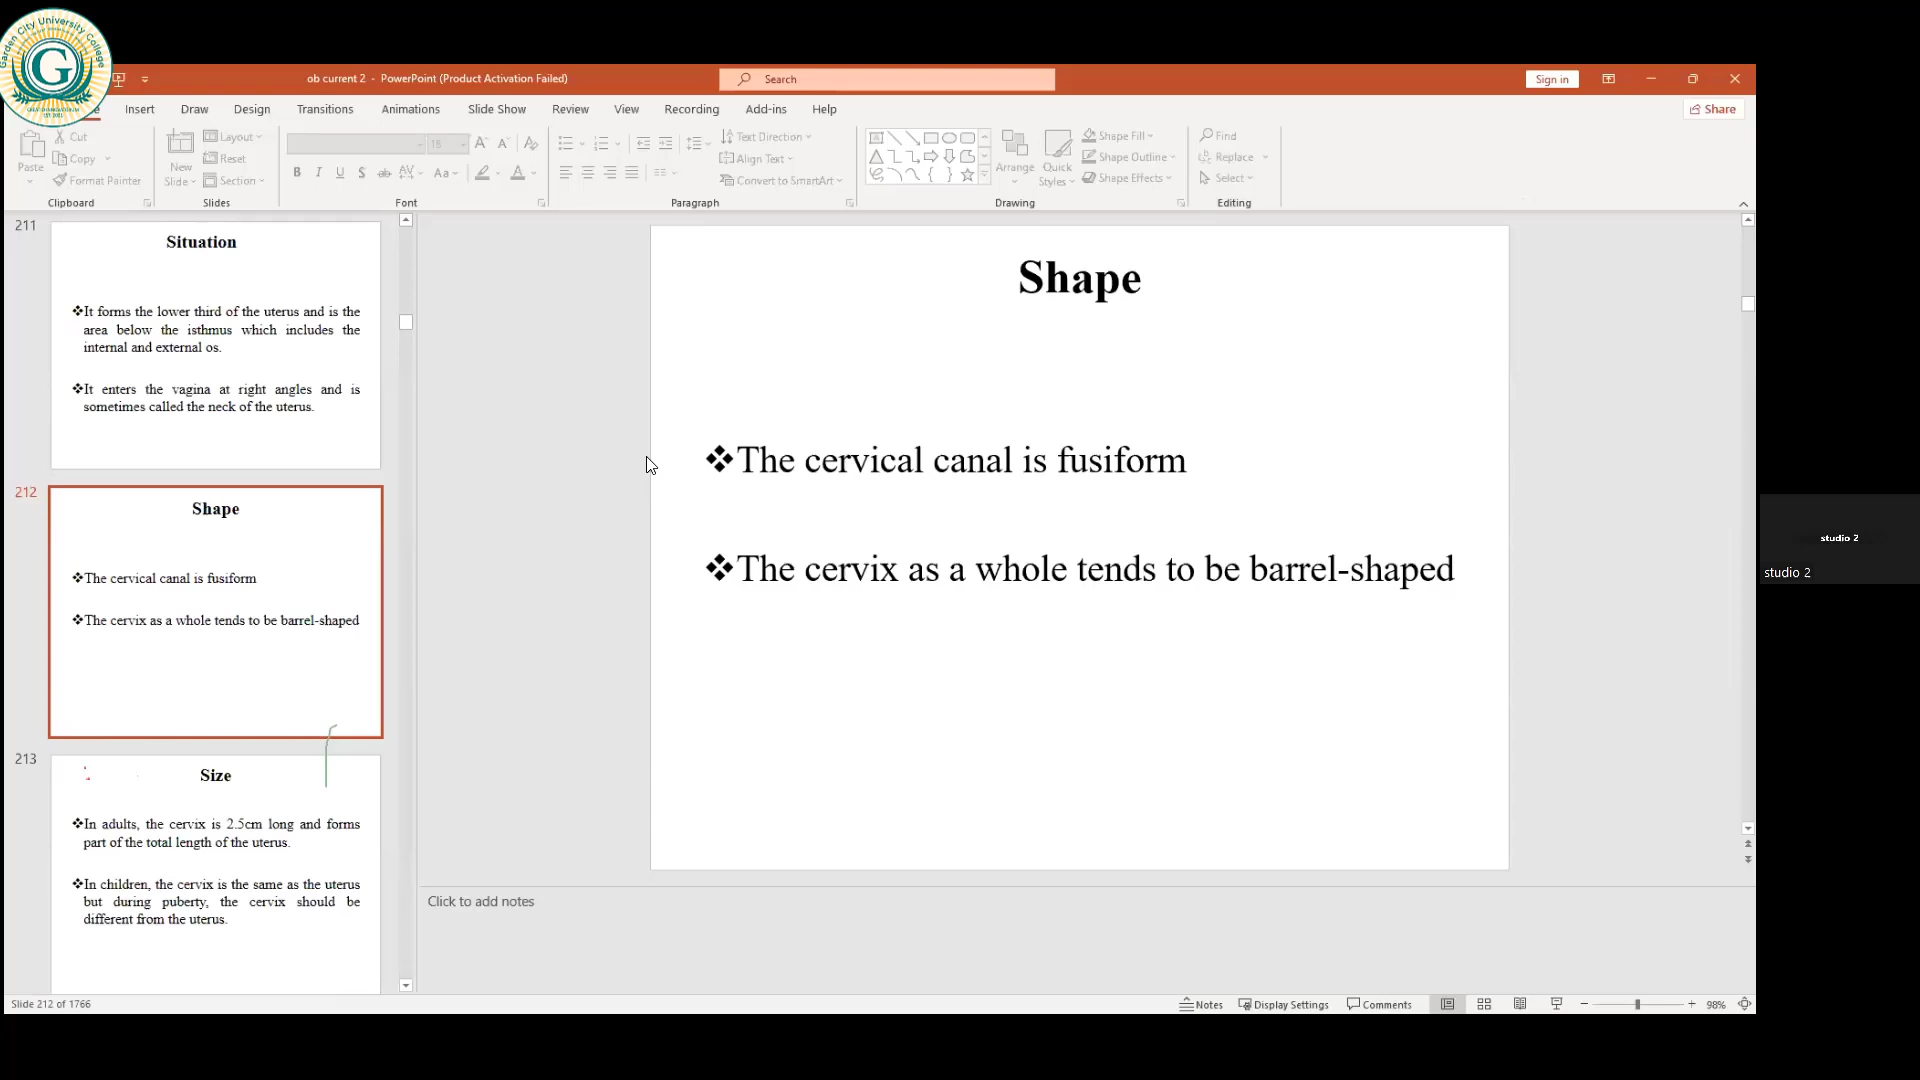 Garden City University College
G
ob current 2 - PowerPoint (Product Activation Failed)
Search
Sign in
Insert Draw Design Transitions Animations Slide Show Review View Recording Add-ins Help
Share
Paste
Cut
Copy
Format Painter
Clipboard
New Slide
Layout
Reset
Section
Slides
18
Font
Text Direction
Align Text
Convert to SmartArt
Paragraph
Arrange
Quick Styles
Shape Fill
Shape Outline
Shape Effects
Drawing
Find
Replace
Select
Editing
211
Situation
❖It forms the lower third of the uterus and is the
area below the isthmus which includes the
internal and external os.
❖It enters the vagina at right angles and is
sometimes called the neck of the uterus.
212
Shape
❖The cervical canal is fusiform
❖The cervix as a whole tends to be barrel-shaped
213
Size
❖In adults, the cervix is 2.5cm long and forms
part of the total length of the uterus.
❖In children, the cervix is the same as the uterus
but during puberty, the cervix should be
different from the uterus.
Shape
❖The cervical canal is fusiform
❖The cervix as a whole tends to be barrel-shaped
Click to add notes
studio 2
studio 2
Slide 212 of 1766
Notes Display Settings Comments 98%